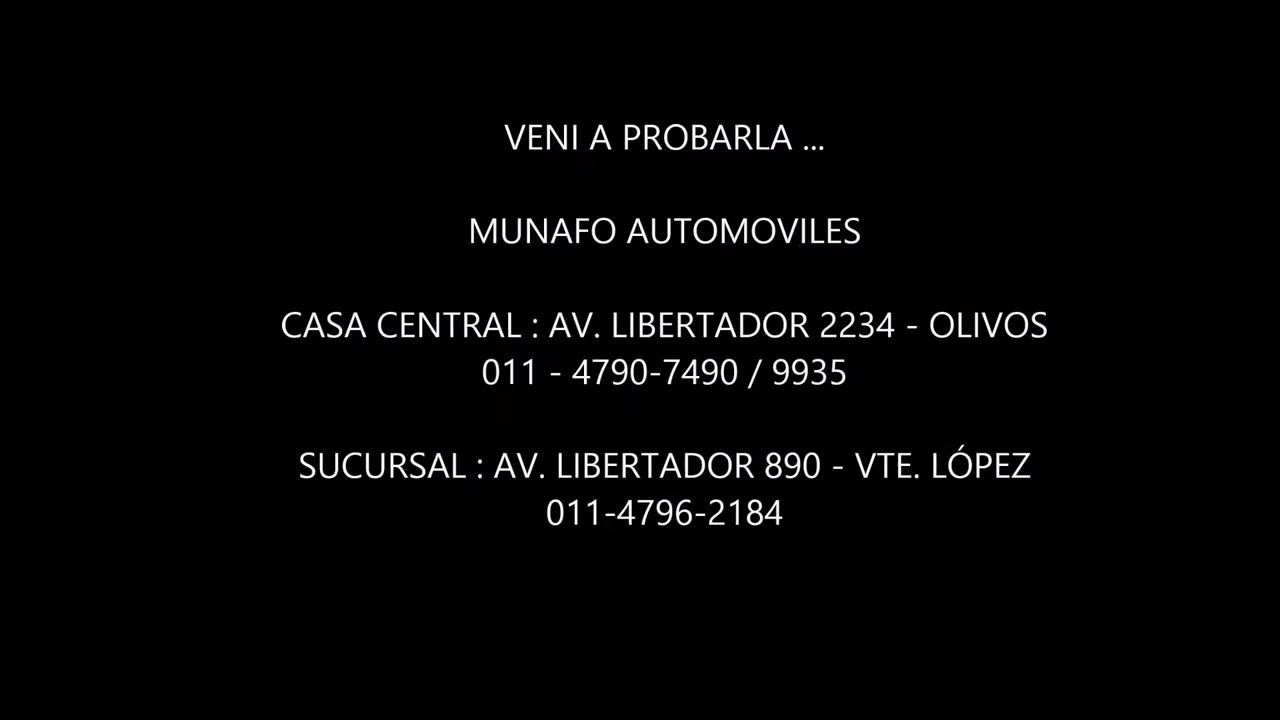 VENI A PROBARLA ...
MUNAFO AUTOMOVILES
CASA CENTRAL : AV. LIBERTADOR 2234 - OLIVOS
011 - 4790-7490 / 9935
SUCURSAL : AV. LIBERTADOR 890 - VTE. LÓPEZ
011-4796-2184